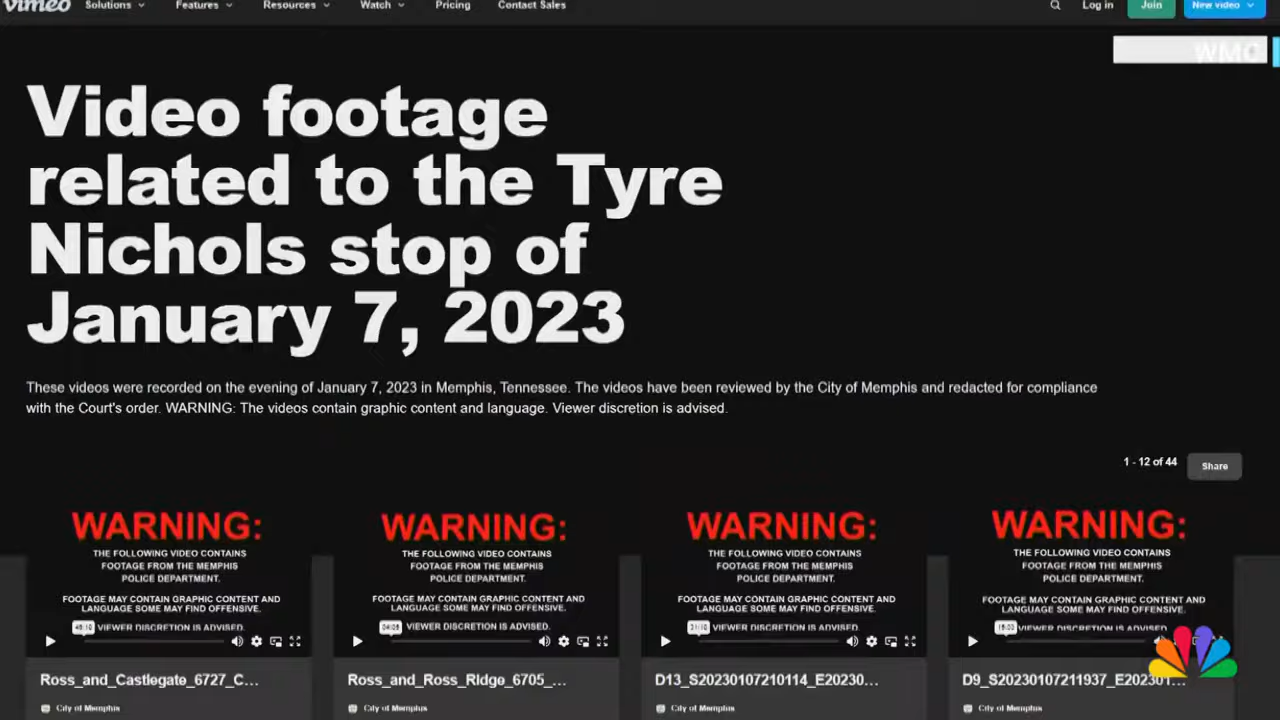 vimeo Solutions Features Resources Watch Pricing Contact Sales Log in Join New video
WMC
Video footage
related to the Tyre
Nichols stop of
January 7, 2023
These videos were recorded on the evening of January 7, 2023 in Memphis, Tennessee. The videos have been reviewed by the City of Memphis and redacted for compliance
with the Court's order. WARNING: The videos contain graphic content and language. Viewer discretion is advised.
1 - 12 of 44 Share
WARNING:
THE FOLLOWING VIDEO CONTAINS
FOOTAGE FROM THE MEMPHIS
POLICE DEPARTMENT.
FOOTAGE MAY CONTAIN GRAPHIC CONTENT AND
LANGUAGE SOME MAY FIND OFFENSIVE.
VIEWER DISCRETION IS ADVISED.
Ross_and_Castlegate_6727_C...
City of Memphis
WARNING:
THE FOLLOWING VIDEO CONTAINS
FOOTAGE FROM THE MEMPHIS
POLICE DEPARTMENT.
FOOTAGE MAY CONTAIN GRAPHIC CONTENT AND
LANGUAGE SOME MAY FIND OFFENSIVE.
VIEWER DISCRETION IS ADVISED.
Ross_and_Ross_Ridge_6705_...
City of Memphis
WARNING:
THE FOLLOWING VIDEO CONTAINS
FOOTAGE FROM THE MEMPHIS
POLICE DEPARTMENT.
FOOTAGE MAY CONTAIN GRAPHIC CONTENT AND
LANGUAGE SOME MAY FIND OFFENSIVE.
VIEWER DISCRETION IS ADVISED.
D13_S20230107210114_E20230...
City of Memphis
WARNING:
THE FOLLOWING VIDEO CONTAINS
FOOTAGE FROM THE MEMPHIS
POLICE DEPARTMENT.
FOOTAGE MAY CONTAIN GRAPHIC CONTENT AND
LANGUAGE SOME MAY FIND OFFENSIVE.
VIEWER DISCRETION IS ADVISED.
D9_S20230107211937_E202301...
City of Memphis